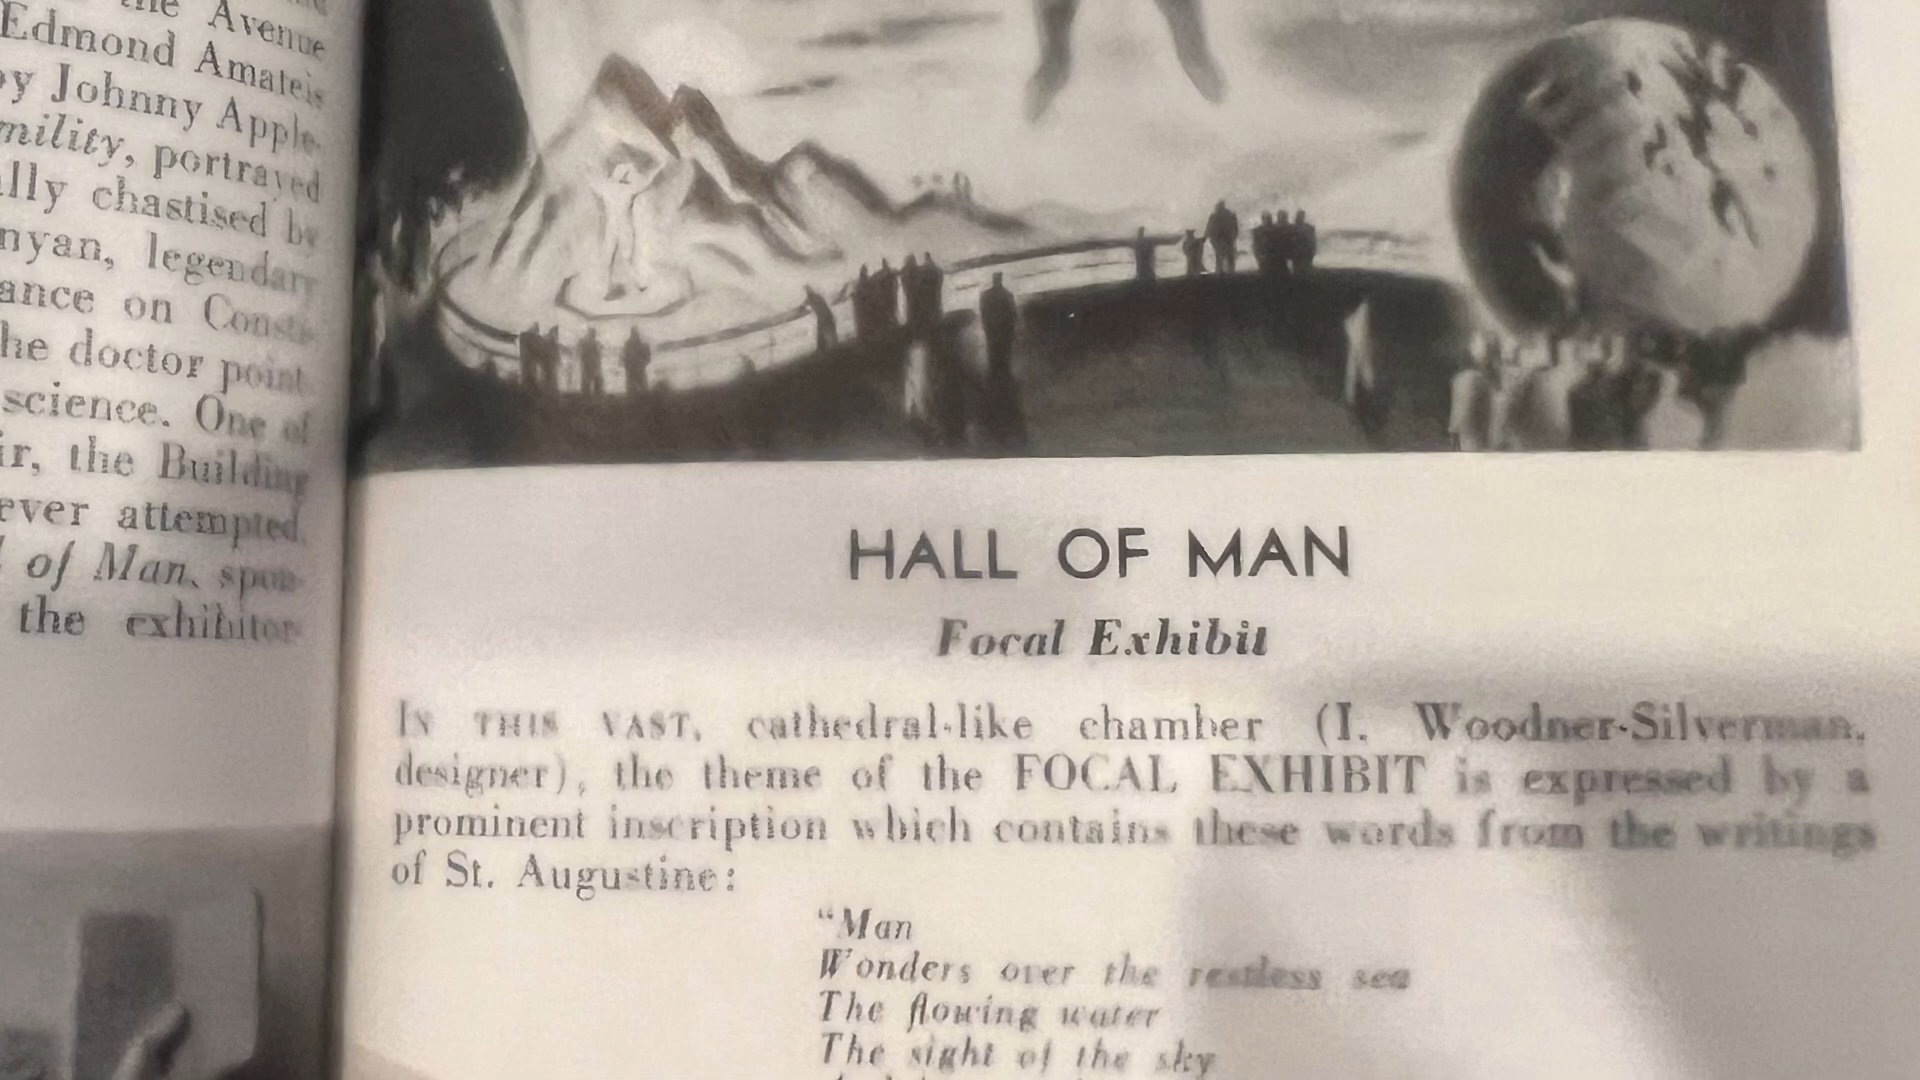 the Avenue
Edmond Amateis
by Johnny Apple-
mility, portrayed
ally chastised by
nyan, legendary
ance on Consti-
he doctor point
science. One of
ir, the Building
ever attempted.
of Man, spon-
the exhibitor
HALL OF MAN
Focal Exhibit
IN THIS VAST, cathedral-like chamber (I. Woodner-Silverman,
designer), the theme of the FOCAL EXHIBIT is expressed by a
prominent inscription which contains these words from the writings
of St. Augustine:
"Man
Wonders over the restless sea
The flowing water
The sight of the sky